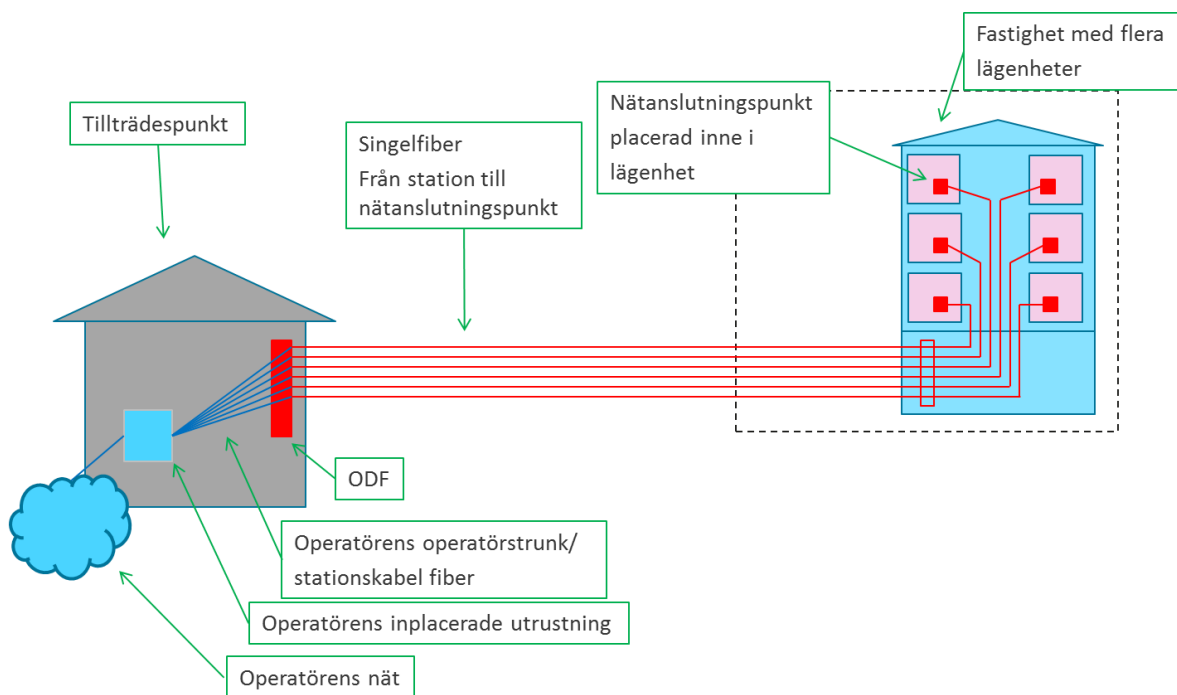 Fastighet med flera
lägenheter
Nätanslutningspunkt
placerad inne i
lägenhet
Tillträdespunkt
Singelfiber
Från station till
nätanslutningspunkt
ODF
Operatörens operatörstrunk/
stationskabel fiber
Operatörens inplacerade utrustning
Operatörens nät